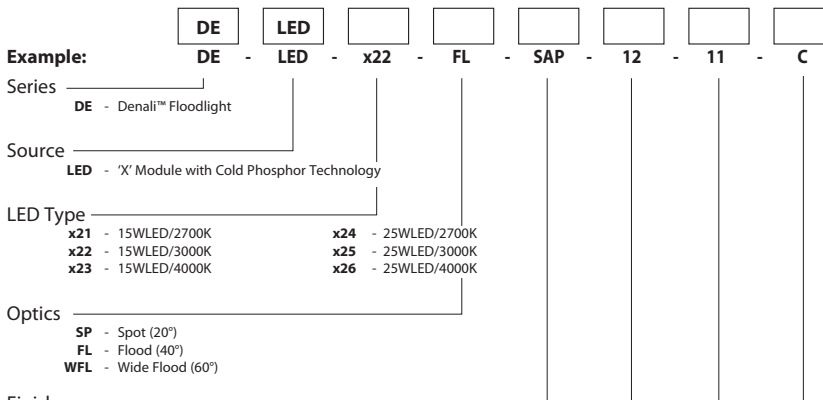 DE LED
Example: DE - LED - x22 - FL - SAP - 12 - 11 - C
Series
DE - Denali™ Floodlight
Source
LED - ‘X’ Module with Cold Phosphor Technology
LED Type
x21 - 15WLED/2700K x24 - 25WLED/2700K
x22 - 15WLED/3000K x25 - 25WLED/3000K
x23 - 15WLED/4000K x26 - 25WLED/4000K
Optics
SP - Spot (20°)
FL - Flood (40°)
WFL - Wide Flood (60°)